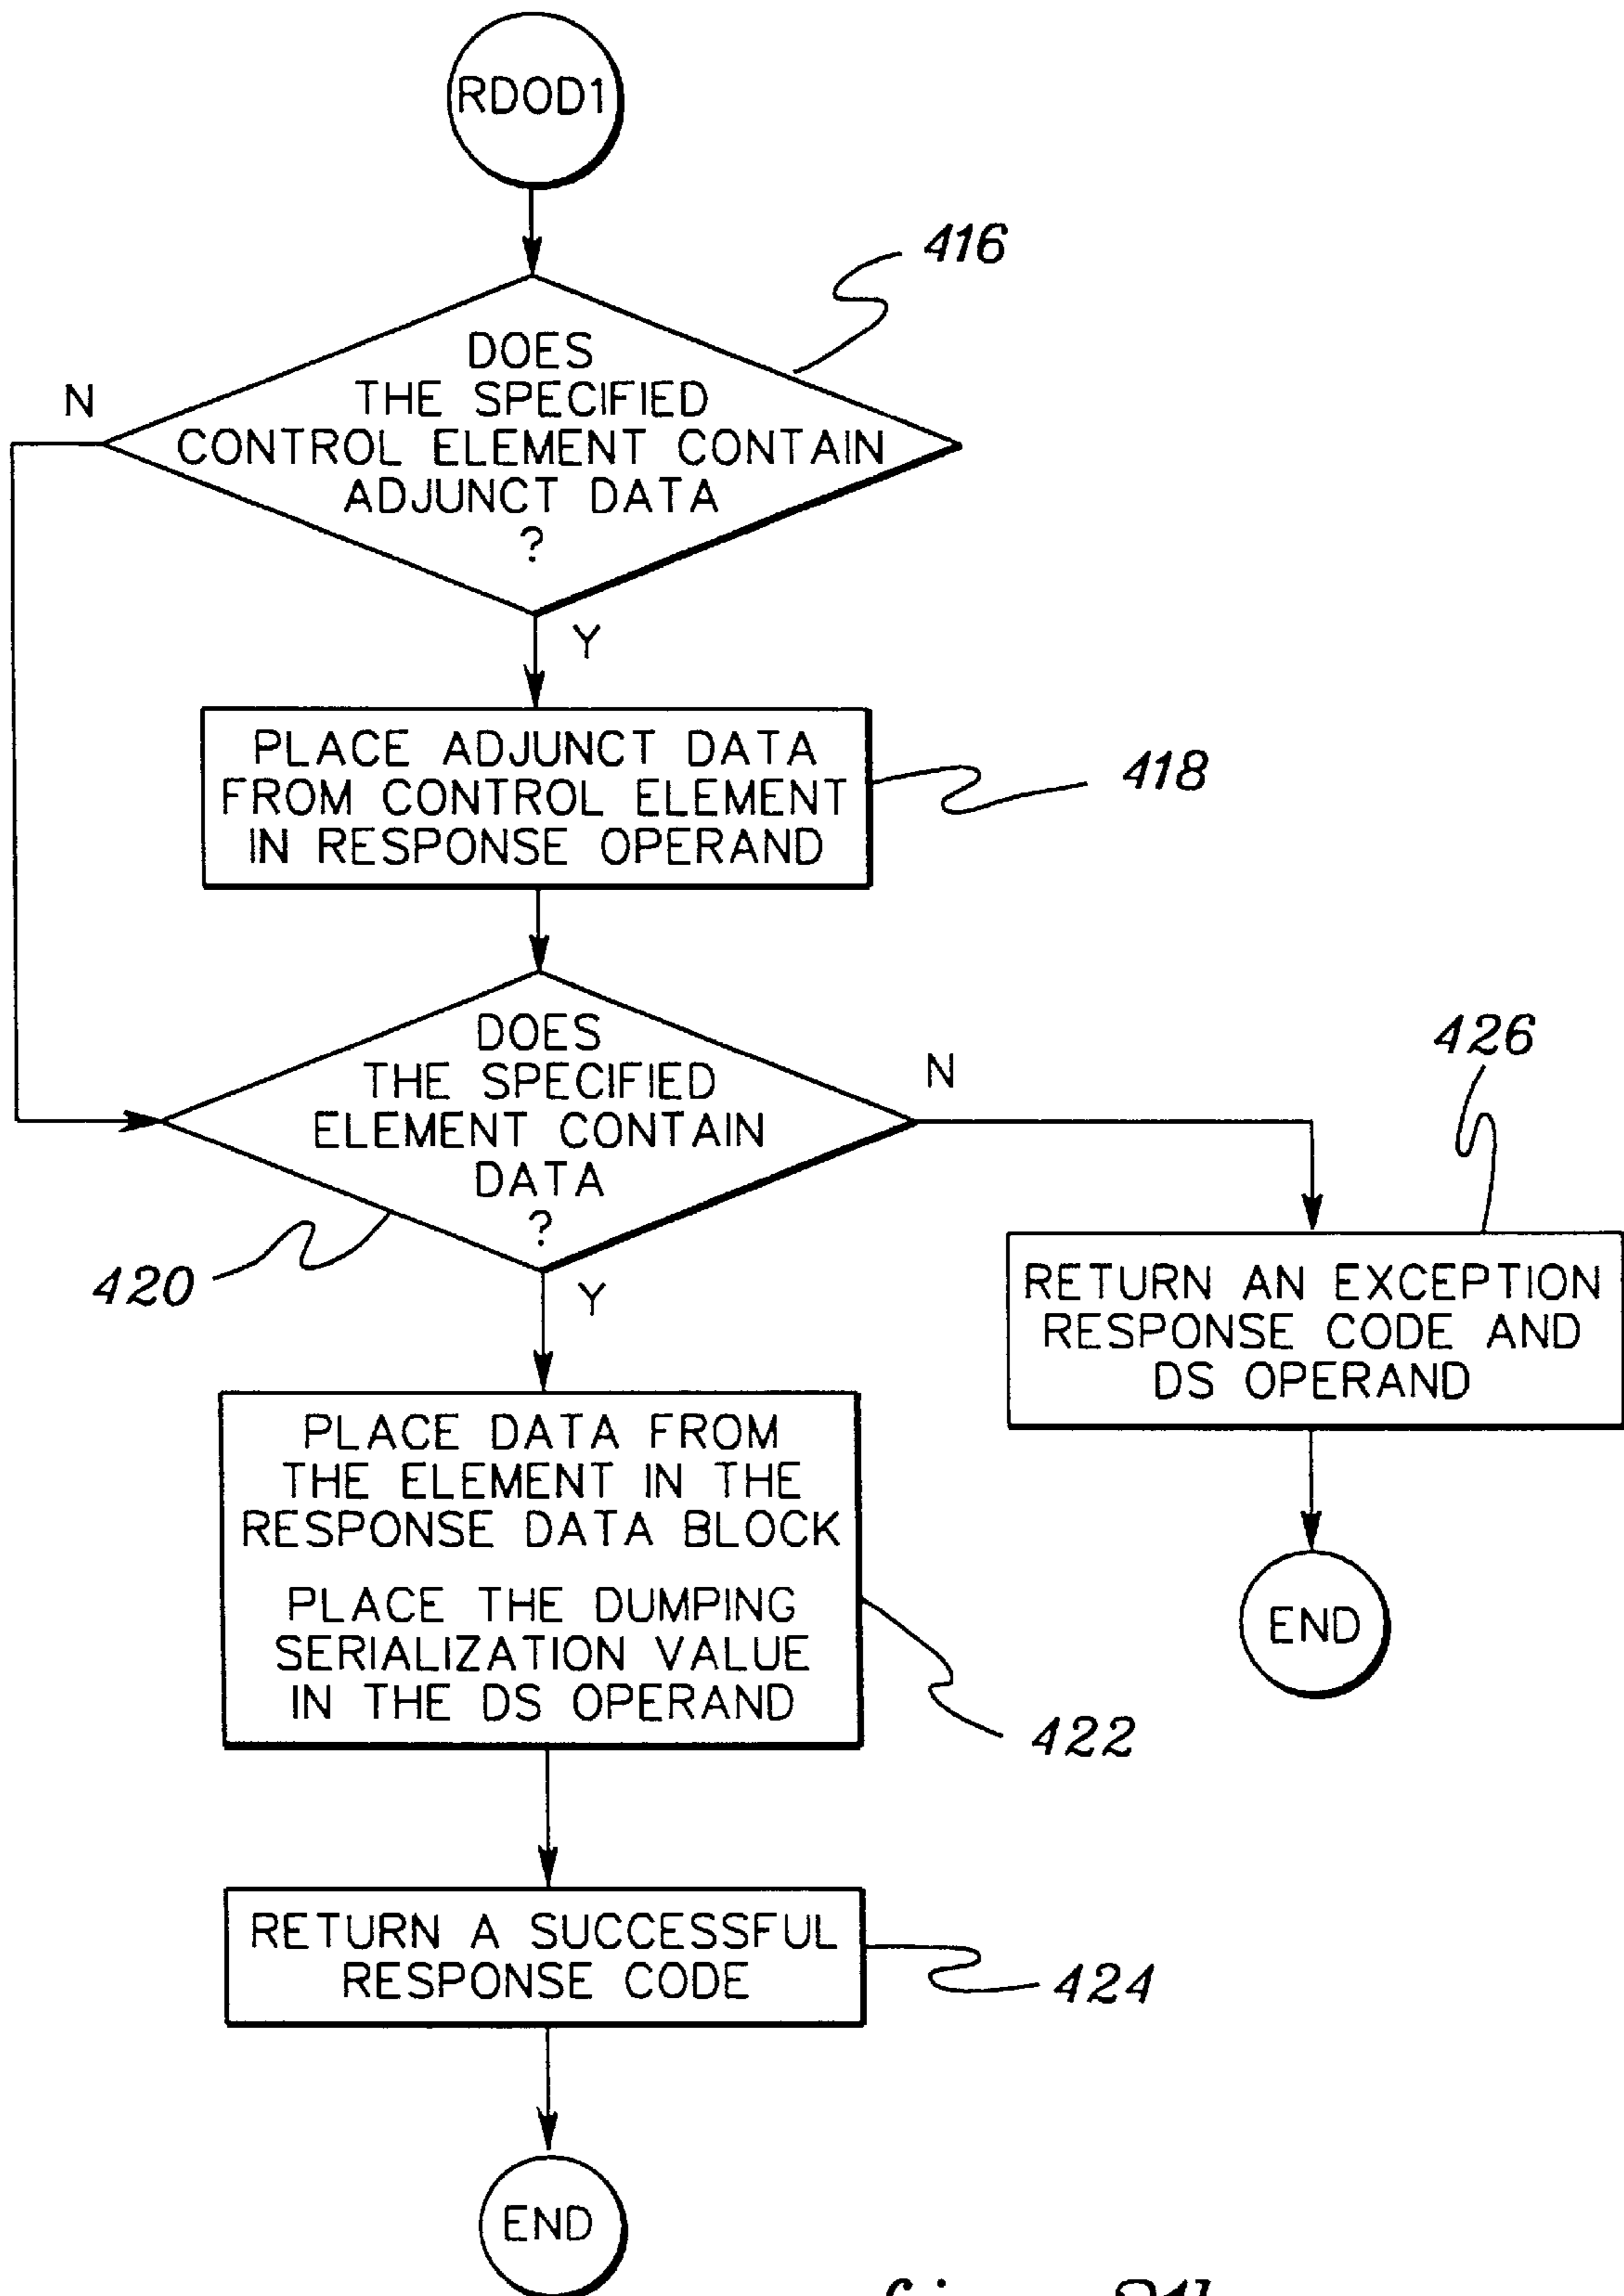 RDOD1
416
DOES
THE SPECIFIED
CONTROL ELEMENT CONTAIN
ADJUNCT DATA
?
N
Y
PLACE ADJUNCT DATA
FROM CONTROL ELEMENT
IN RESPONSE OPERAND
418
DOES
THE SPECIFIED
ELEMENT CONTAIN
DATA
?
N
420
Y
426
RETURN AN EXCEPTION
RESPONSE CODE AND
DS OPERAND
END
PLACE DATA FROM
THE ELEMENT IN THE
RESPONSE DATA BLOCK
PLACE THE DUMPING
SERIALIZATION VALUE
IN THE DS OPERAND
422
RETURN A SUCCESSFUL
RESPONSE CODE
424
END